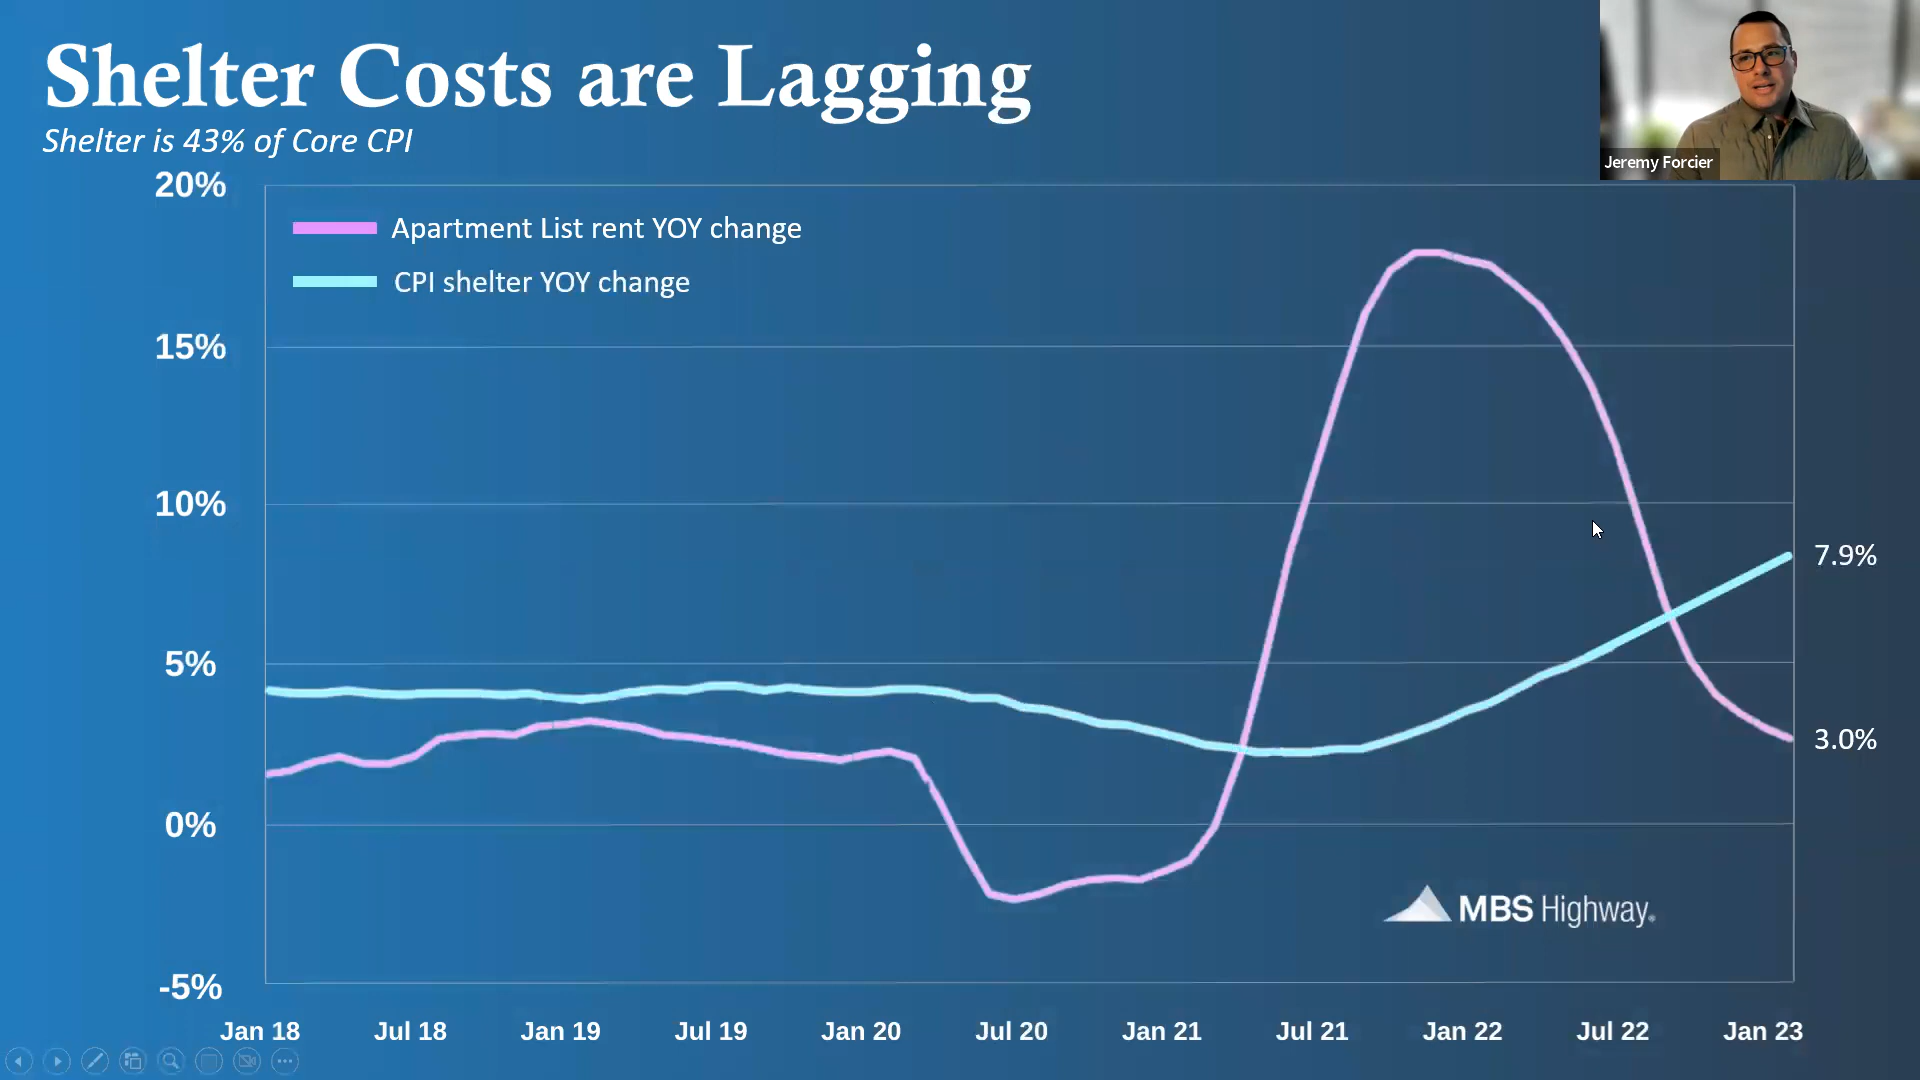 Shelter Costs are Lagging
Shelter is 43% of Core CPI
Jeremy Forcier
20%
Apartment List rent YOY change
CPI shelter YOY change
15%
10%
7.9%
5%
3.0%
0%
MBS Highway®
-5%
Jan 18 Jul 18 Jan 19 Jul 19 Jan 20 Jul 20 Jan 21 Jul 21 Jan 22 Jul 22 Jan 23